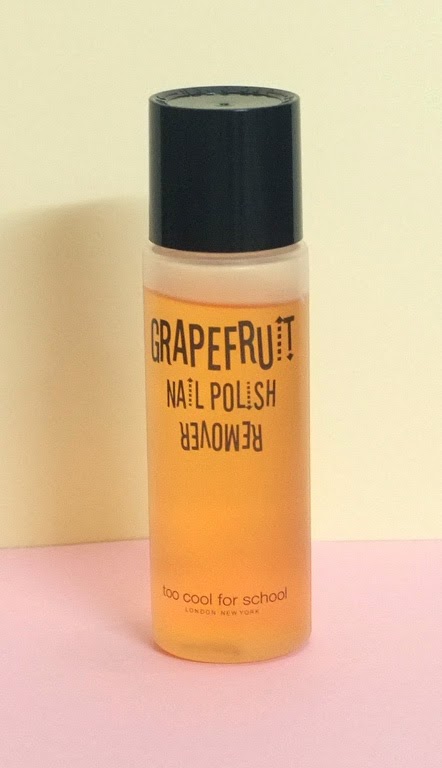 GRAPEFRUIT
NAIL POLISH
REMOVER
too cool for school
LONDON NEW YORK